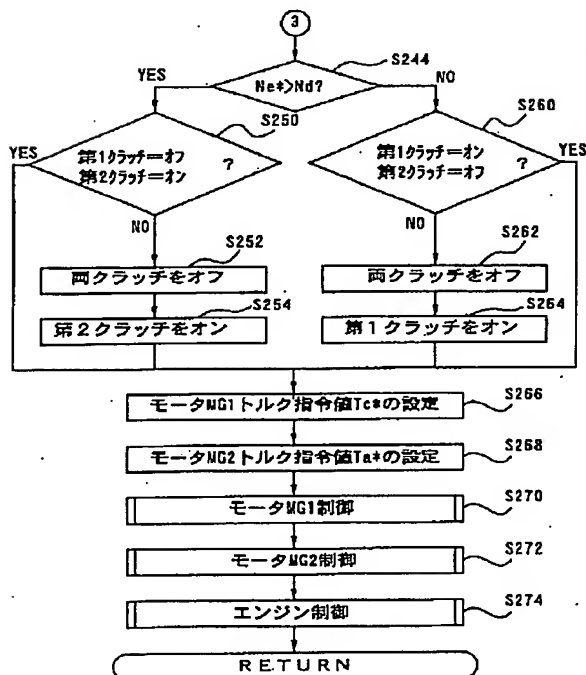 3
S244
YES
Ne*>Nd?
NO
S250
S260
YES
第1クラッチ=オフ
第2クラッチ=オン
?
第1クラッチ=オン
第2クラッチ=オフ
?
YES
NO
NO
S252
S262
両クラッチをオフ
両クラッチをオフ
S254
S264
第2クラッチをオン
第1クラッチをオン
モータMG1トルク指令値Tc*の設定
S266
モータMG2トルク指令値Ta*の設定
S268
モータMG1制御
S270
モータMG2制御
S272
エンジン制御
S274
RETURN